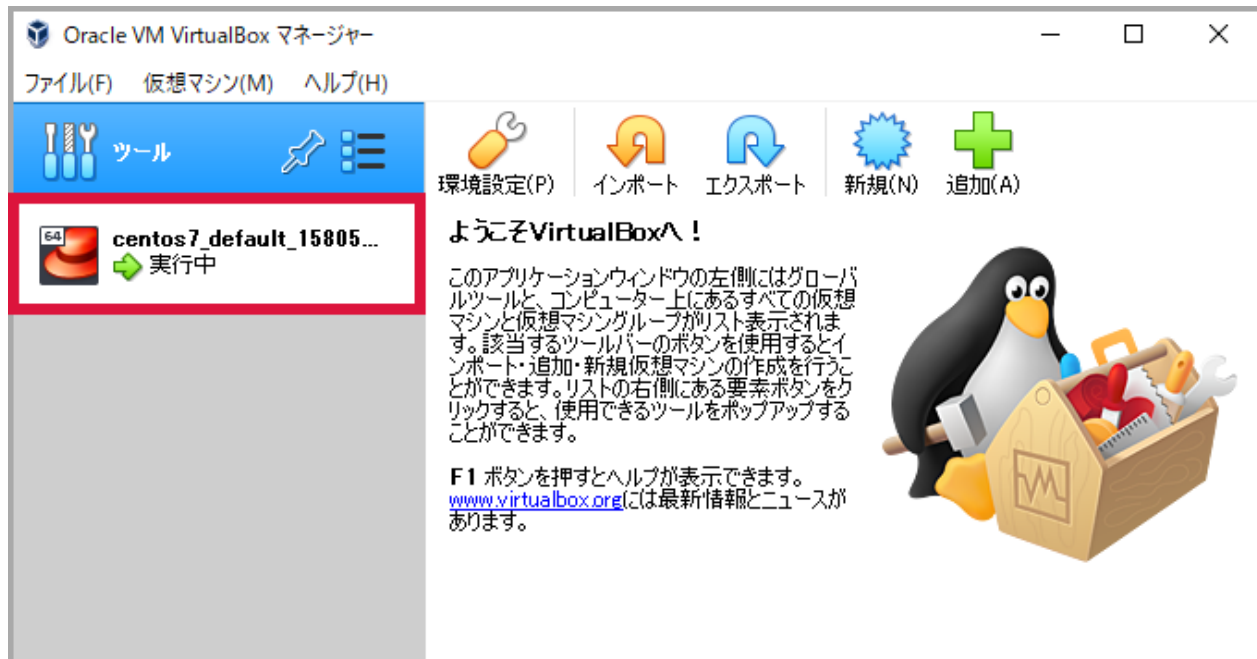 Oracle VM VirtualBox マネージャー
ファイル(F) 仮想マシン(M) ヘルプ(H)
ツール
環境設定(P) インポート エクスポート 新規(N) 追加(A)
64
centos7_default_15805...
実行中
ようこそVirtualBoxへ！
このアプリケーションウィンドウの左側にはグローバ
ルツールと、コンピューター上にあるすべての仮想
マシンと仮想マシングループがリスト表示されま
す。該当するツールバーのボタンを使用するとイ
ンポート・追加・新規仮想マシンの作成を行うこ
とができます。リストの右側にある要素ボタンをク
リックすると、使用できるツールをポップアップする
ことができます。
F1 ボタンを押すとヘルプが表示できます。
www.virtualbox.orgには最新情報とニュースが
あります。